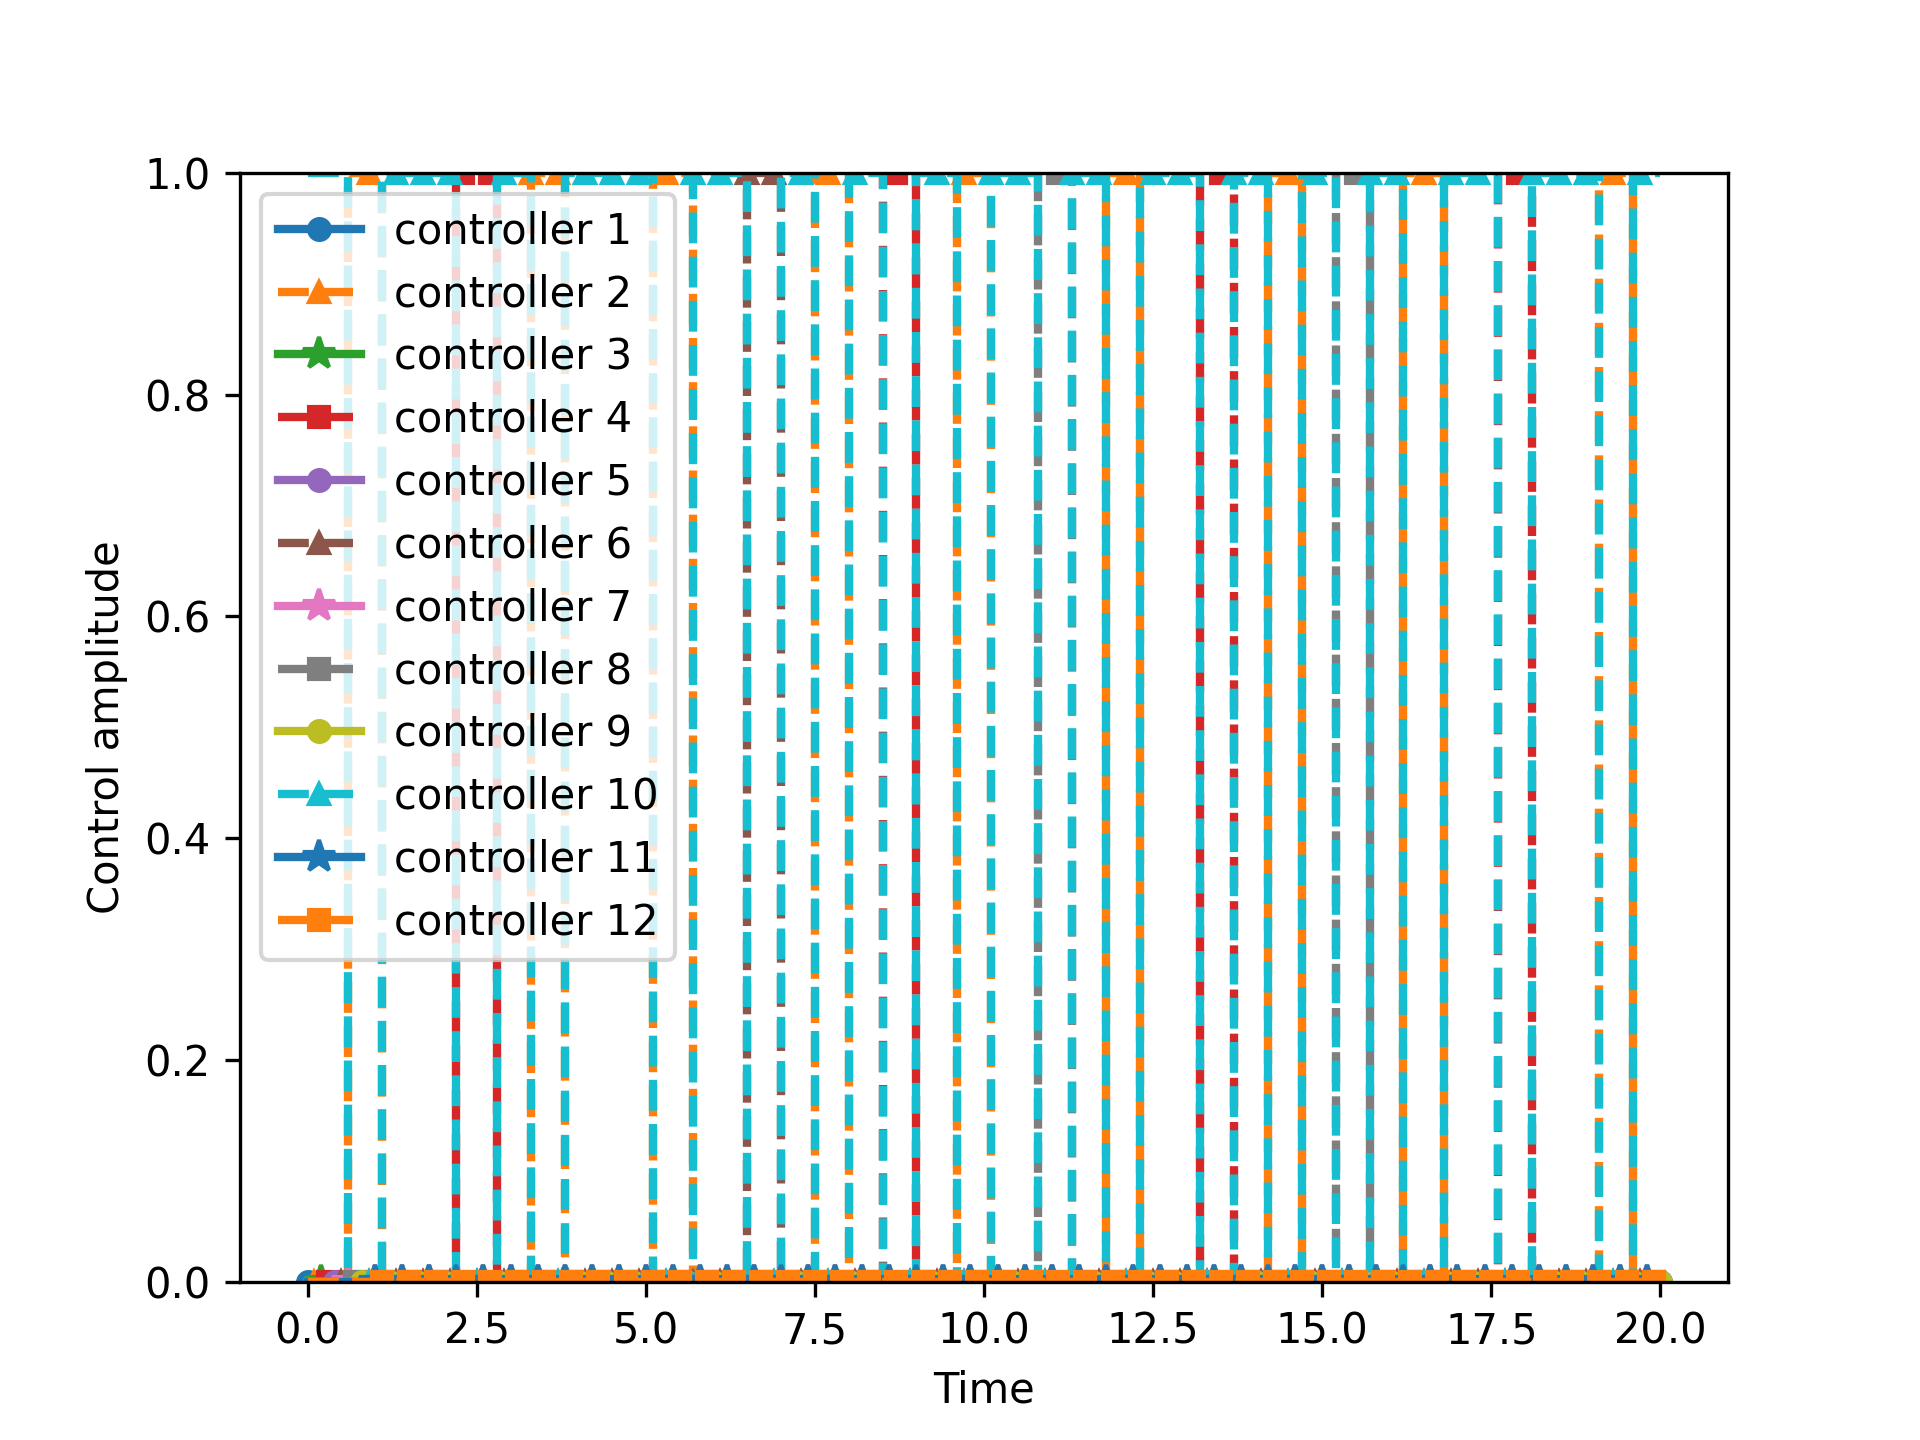 1.0
0.8
0.6
0.4
0.2
0.0
Control amplitude
controller 1
controller 2
controller 3
controller 4
controller 5
controller 6
controller 7
controller 8
controller 9
controller 10
controller 11
controller 12
0.0 2.5 5.0 7.5 10.0 12.5 15.0 17.5 20.0
Time